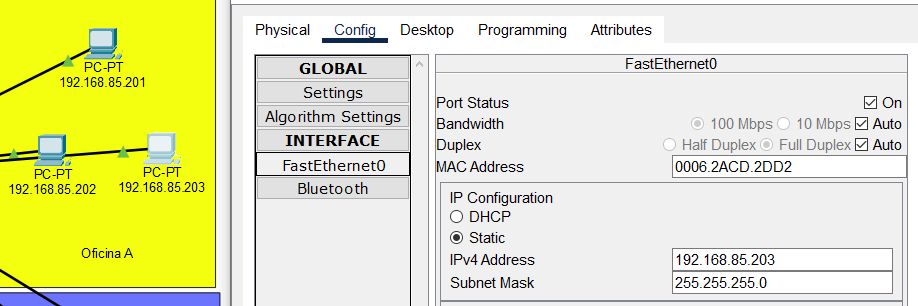 PC-PT
192.168.85.201
PC-PT
192.168.85.202
PC-PT
192.168.85.203
Oficina A
Physical Config Desktop Programming Attributes
GLOBAL
Settings
Algorithm Settings
INTERFACE
FastEthernet0
Bluetooth
FastEthernet0
Port Status On
Bandwidth 100 Mbps 10 Mbps Auto
Duplex Half Duplex Full Duplex Auto
MAC Address 0006.2ACD.2DD2
IP Configuration
DHCP
Static
IPv4 Address 192.168.85.203
Subnet Mask 255.255.255.0